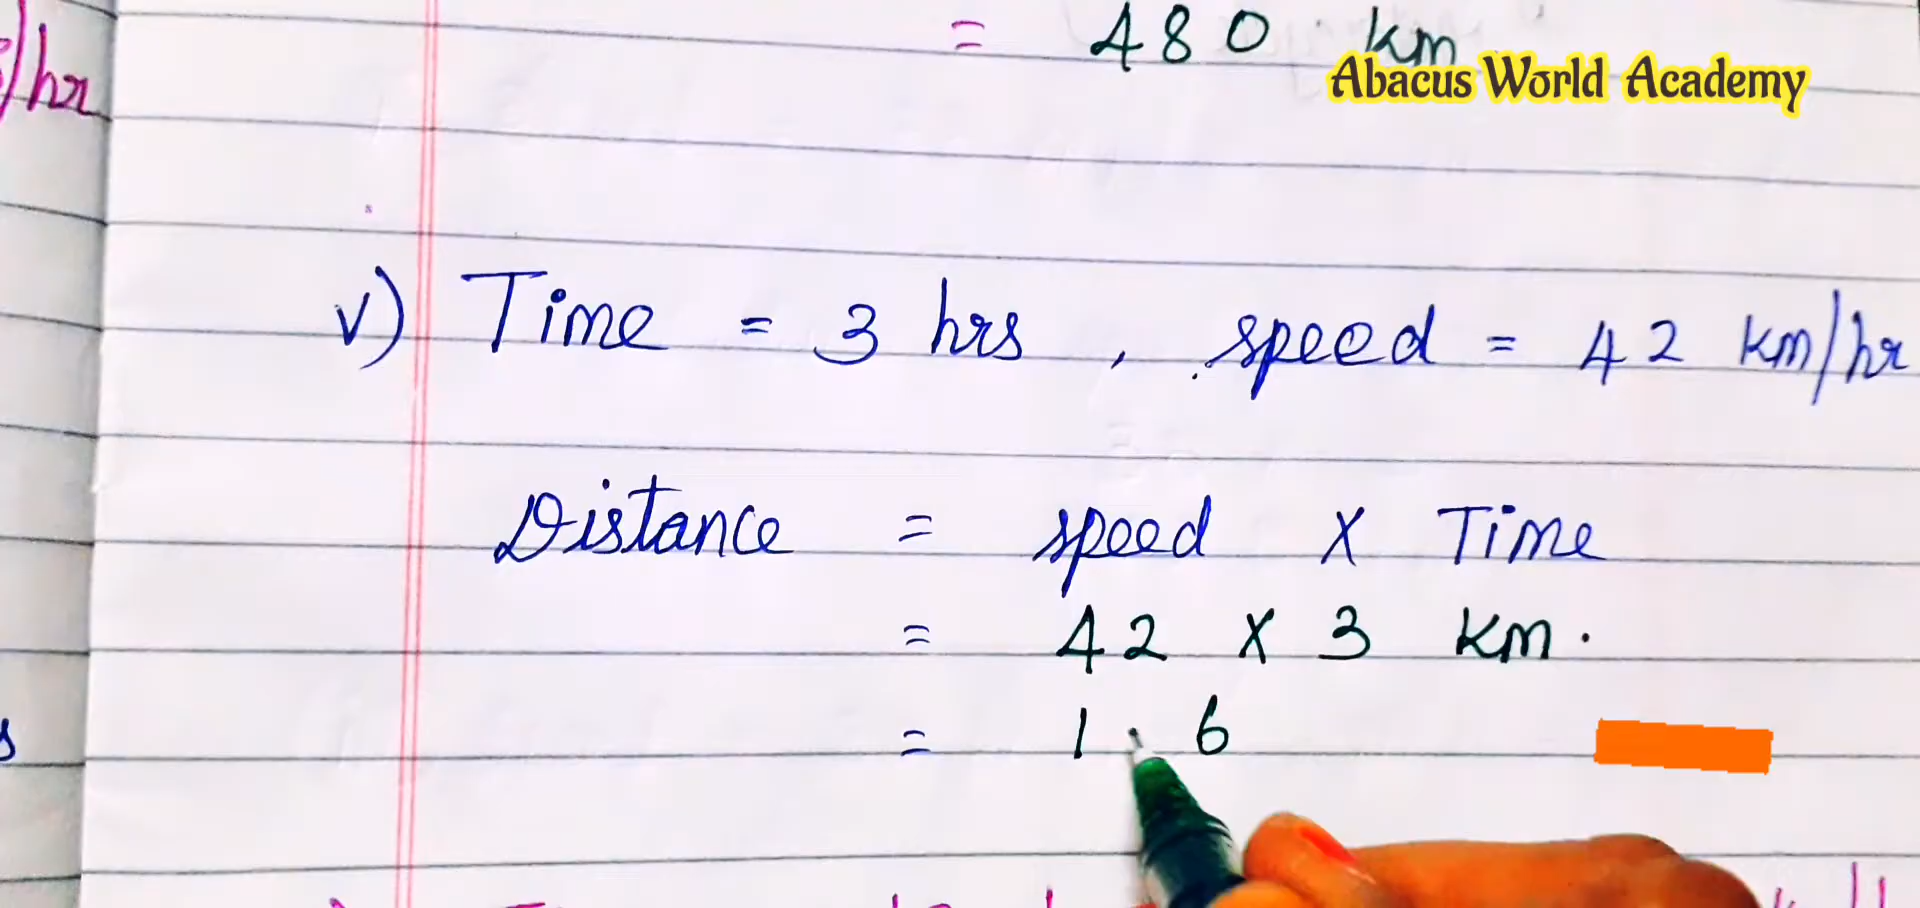 = 480 km
Abacus World Academy
/hr
v) Time = 3 hrs , speed = 42 km/hr
Distance = speed X Time
= 42 X 3 km.
= 1 6